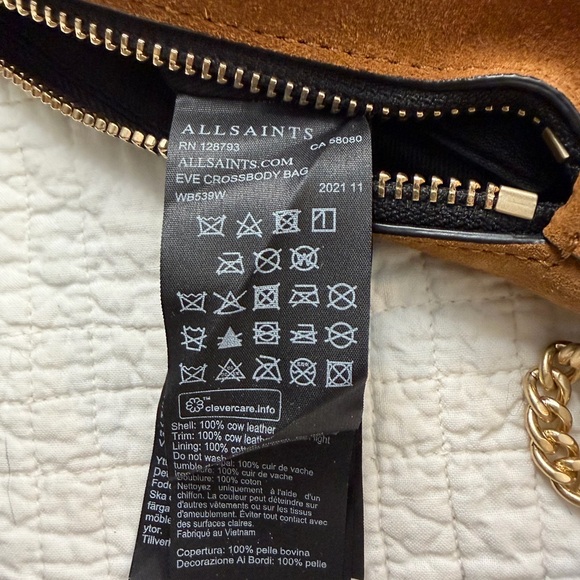 ALLSAINTS
RN 128793 CA 58080
ALLSAINTS.COM
EVE CROSSBODY BAG
WB539W 2021 11
clevercare.info
Shell: 100% cow leather
Trim: 100% cow leather
Lining: 100%
Do not wash
tumble
100% cuir de vache
100% cuir de vache
100% coton
Nettoyez uniquement à l'aide d'un
chiffon. La couleur peut déteindre sur
d'autres vêtements ou sur les tissus
d'ameublement. Éviter tout contact avec
des surfaces claires.
Fabriqué au Vietnam
Copertura: 100% pelle bovina
Decorazione Al Bordi: 100% pelle